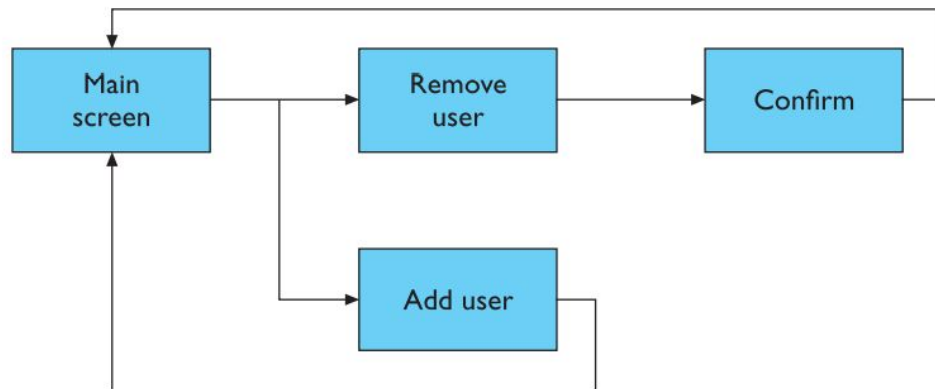 Main
screen
Remove
user
Confirm
Add user